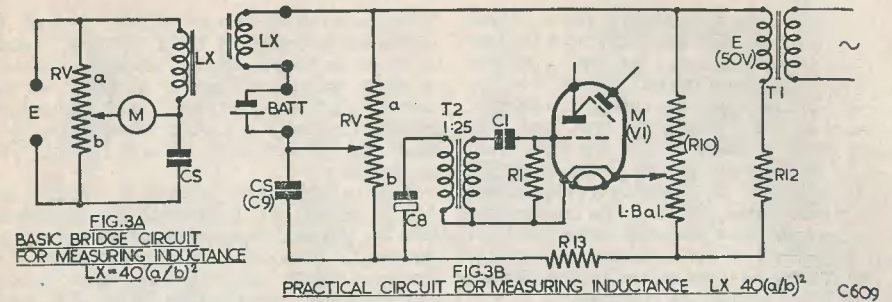 LX
LX
E
(50V)
T1
RV
a
E
M
b
CS
BATT
RV
a
b
T2
1:25
C1
M
(V1)
(R10)
R12
CS
(C9)
C8
R1
L·Bal.
R13
FIG.3A
BASIC BRIDGE CIRCUIT
FOR MEASURING INDUCTANCE
LX=40(a/b)²
FIG.3B
PRACTICAL CIRCUIT FOR MEASURING INDUCTANCE LX 40(a/b)²
C609
~